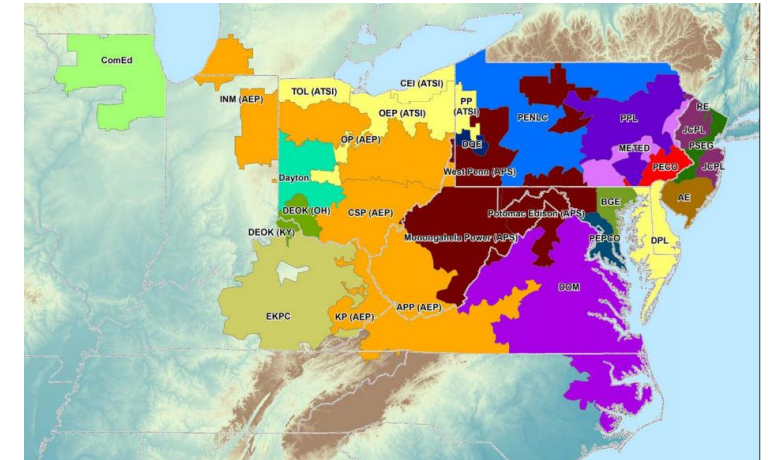 ComEd
INM (AEP)
TOL (ATSI)
CEI (ATSI)
OEP (ATSI)
PP
(ATSI)
OP (AEP)
DQE
PENLC
PPL
RE
JCPL
PSEG
METED
JCPL
PECO
West Penn (APS)
Dayton
DEOK (OH)
CSP (AEP)
Potomac Edison (APS)
BGE
AE
DEOK (KY)
Monongahela Power (APS)
PEPCO
DPL
DOM
EKPC
KP (AEP)
APP (AEP)